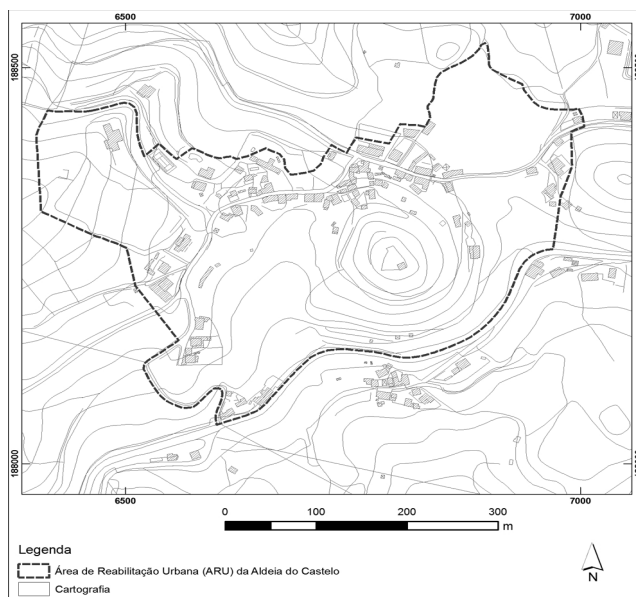 6500 7000
188500
188000
6500 7000
0 100 200 300
m
N
Legenda
Área de Reabilitação Urbana (ARU) da Aldeia do Castelo
Cartografia